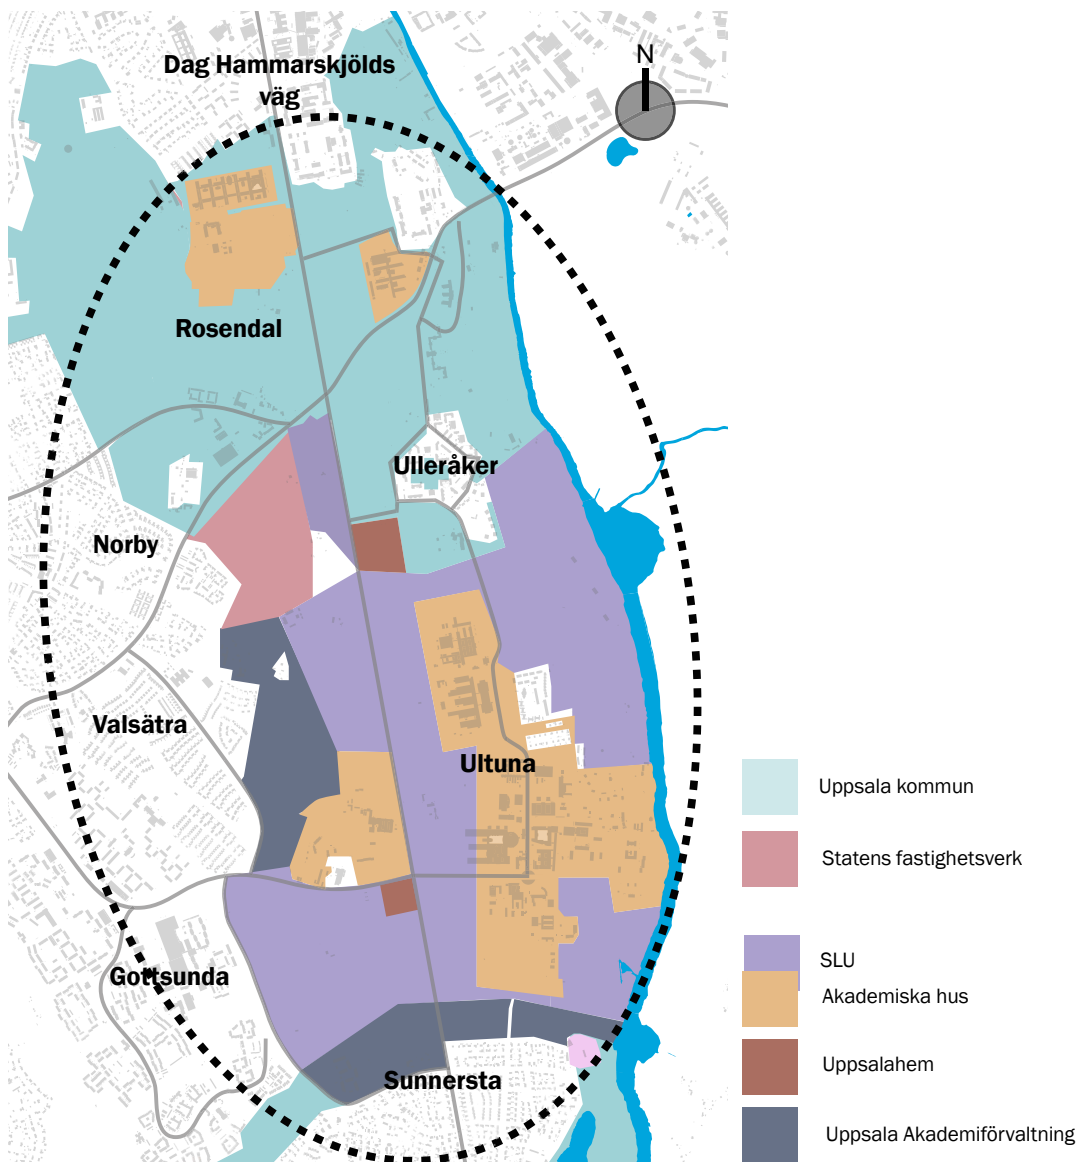 N
Dag Hammarskjölds
väg
Rosendal
Ulleråker
Norby
Valsätra
Ultuna
Gottsunda
Sunnersta
Uppsala kommun
Statens fastighetsverk
SLU
Akademiska hus
Uppsalahem
Uppsala Akademiförvaltning